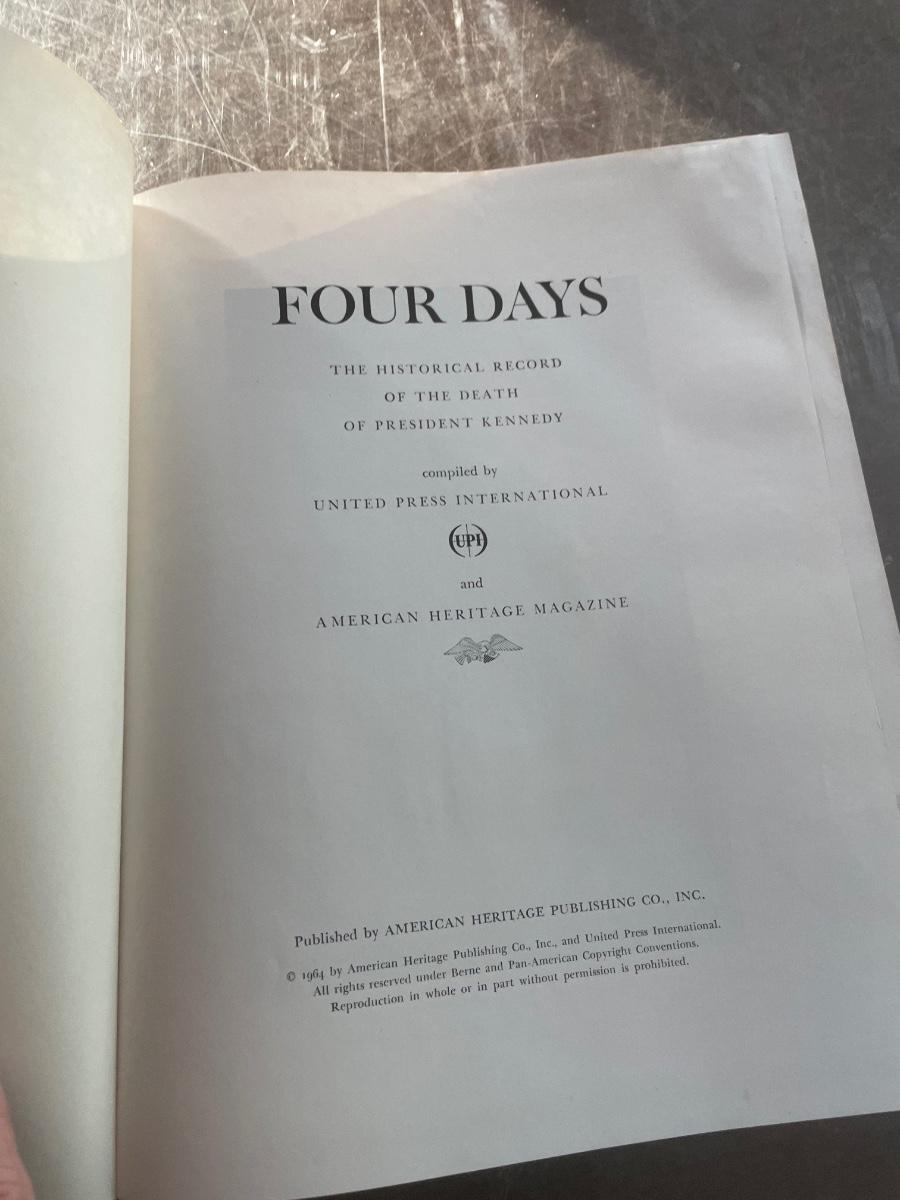 FOUR DAYS
THE HISTORICAL RECORD
OF THE DEATH
OF PRESIDENT KENNEDY
compiled by
UNITED PRESS INTERNATIONAL
UPI
and
AMERICAN HERITAGE MAGAZINE
Published by AMERICAN HERITAGE PUBLISHING CO., INC.
© 1964 by American Heritage Publishing Co., Inc., and United Press International.
All rights reserved under Berne and Pan-American Copyright Conventions.
Reproduction in whole or in part without permission is prohibited.